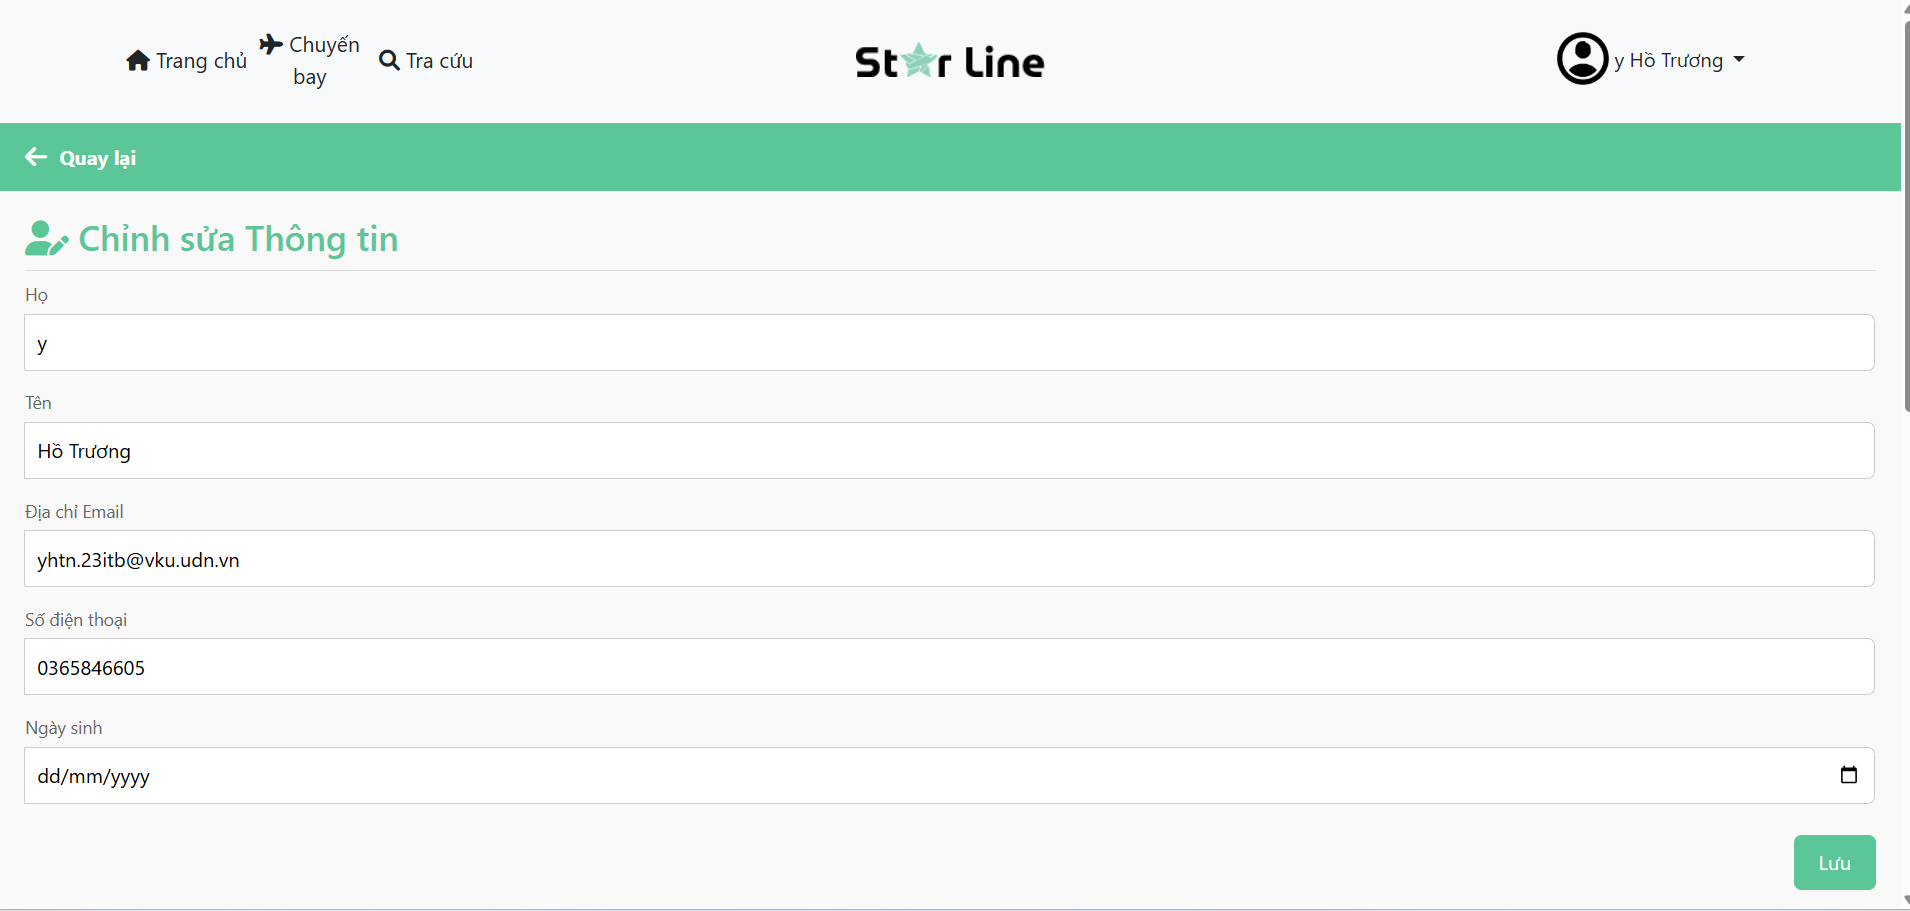 Trang chủ
Chuyến
bay
Tra cứu
Star Line
y Hồ Trương
Quay lại
Chỉnh sửa Thông tin
Họ
y
Tên
Hồ Trương
Địa chỉ Email
yhtn.23itb@vku.udn.vn
Số điện thoại
0365846605
Ngày sinh
dd/mm/yyyy
Lưu